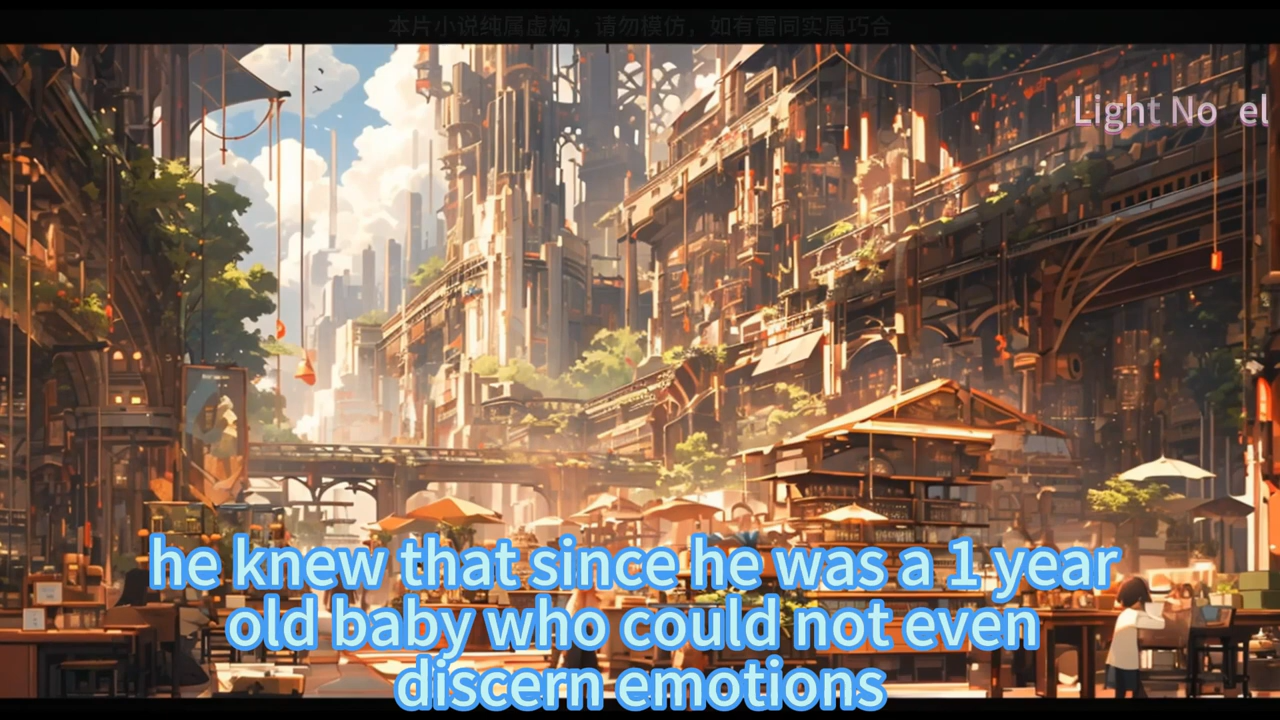 本片小说纯属虚构，请勿模仿，如有雷同实属巧合
Light No el
he knew that since he was a 1 year
old baby who could not even
discern emotions